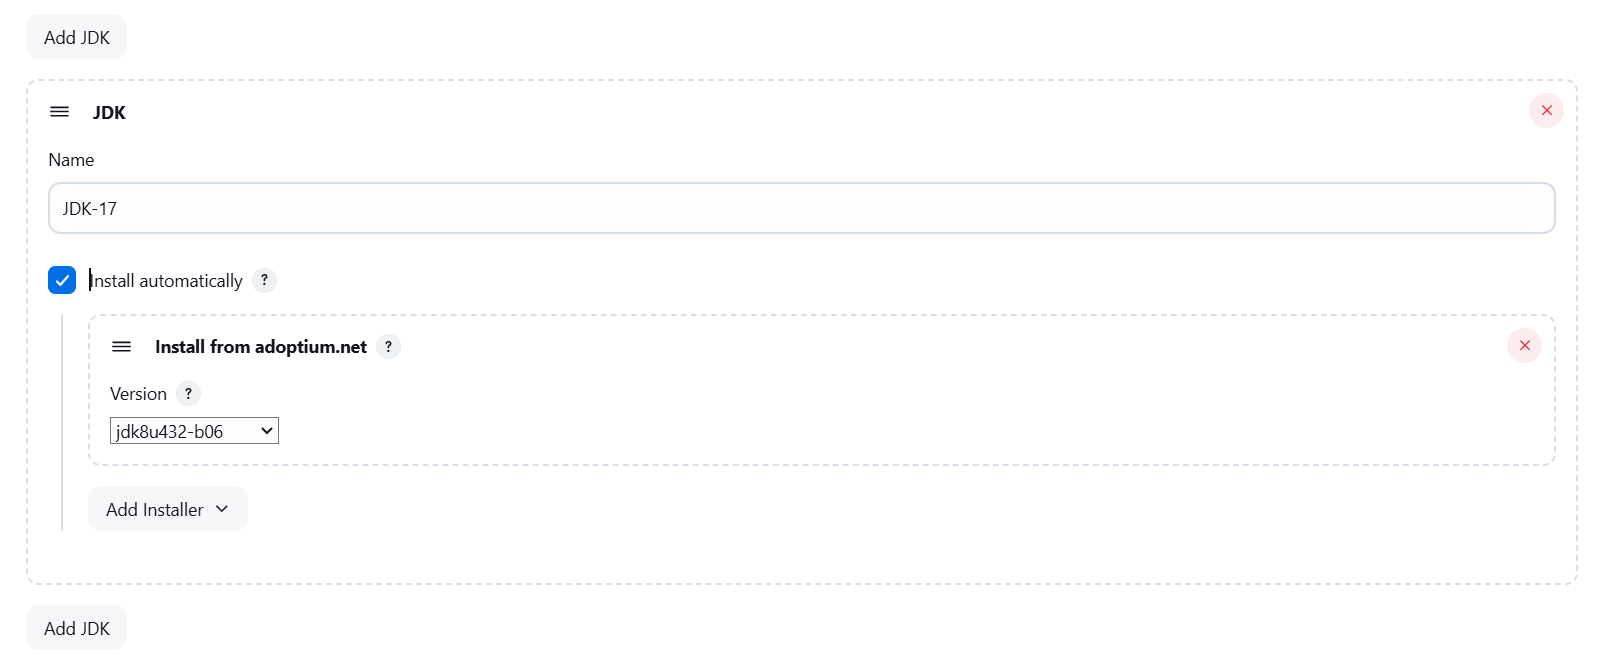 Add JDK
JDK
Name
JDK-17
Install automatically ?
Install from adoptium.net ?
Version ?
jdk8u432-b06
Add Installer
Add JDK